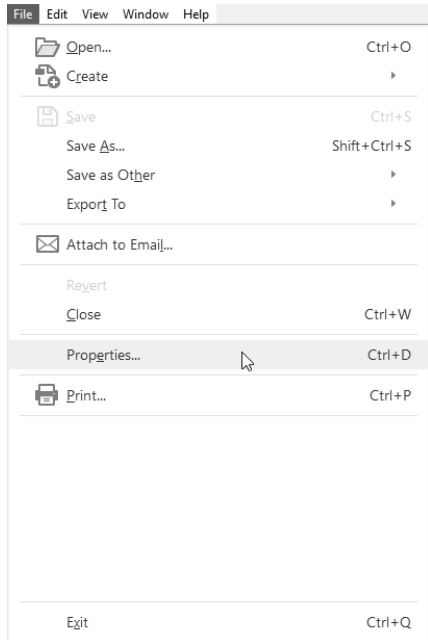 File Edit View Window Help
Open... Ctrl+O
Create
Save Ctrl+S
Save As... Shift+Ctrl+S
Save as Other
Export To
Attach to Email...
Revert
Close Ctrl+W
Properties... Ctrl+D
Print... Ctrl+P
Exit Ctrl+Q